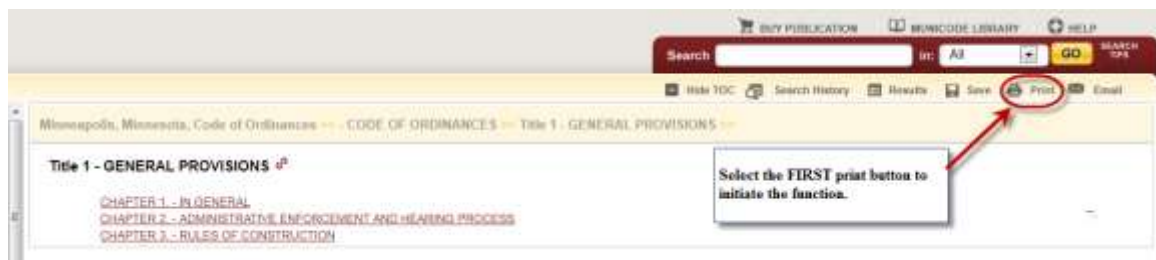 BUY PUBLICATION MUNICODE LIBRARY HELP
Search in: All GO SEARCH TIPS
Hide TOC Search History Results Save Print Email
Minneapolis, Minnesota, Code of Ordinances >> - CODE OF ORDINANCES >> Title 1 - GENERAL PROVISIONS >>
Title 1 - GENERAL PROVISIONS
Select the FIRST print button to
initiate the function.
CHAPTER 1. - IN GENERAL
CHAPTER 2. - ADMINISTRATIVE ENFORCEMENT AND HEARING PROCESS
CHAPTER 3. - RULES OF CONSTRUCTION